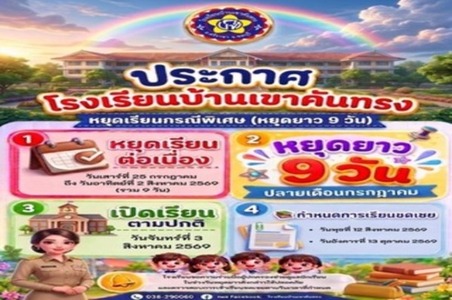 ประกาศ
โรงเรียนบ้านเขาคันทรง
หยุดเรียนกรณีพิเศษ (หยุดยาว 9 วัน)
1
หยุดเรียน
ต่อเนื่อง
วันเสาร์ที่ 25 กรกฎาคม
ถึง วันอาทิตย์ที่ 2 สิงหาคม 2569
(รวม 9 วัน)
2
หยุดยาว
9 วัน
ปลายเดือนกรกฎาคม
3
เปิดเรียน
ตามปกติ
วันจันทร์ที่ 3
สิงหาคม 2569
4
กำหนดการเรียนชดเชย
วันพุธที่ 12 สิงหาคม 2569
วันอังคารที่ 13 ตุลาคม 2569
038-290060
เพจ Facebook.